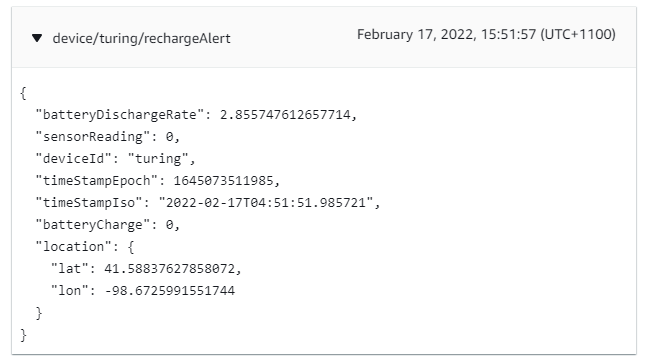 device/turing/rechargeAlert
February 17, 2022, 15:51:57 (UTC+1100)
{
"batteryDischargeRate": 2.855747612657714,
"sensorReading": 0,
"deviceId": "turing",
"timeStampEpoch": 1645073511985,
"timeStampIso": "2022-02-17T04:51:51.985721",
"batteryCharge": 0,
"location": {
"lat": 41.58837627858072,
"lon": -98.6725991551744
}
}